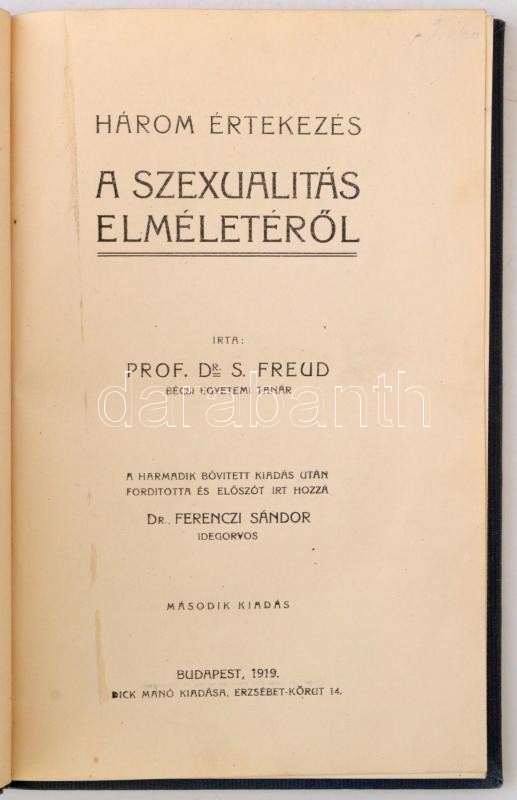 HÁROM ÉRTEKEZÉS
A SZEXUALITÁS
ELMÉLETÉRŐL
IRTA:
PROF. DR. S. FREUD
BÉCSI EGYETEMI TANÁR
darabanth
A HARMADIK BŐVITETT KIADÁS UTÁN
FORDITOTTA ÉS ELŐSZÓT IRT HOZZÁ
DR. FERENCZI SÁNDOR
IDEGORVOS
MÁSODIK KIADÁS
BUDAPEST, 1919.
DICK MANÓ KIADÁSA, ERZSÉBET-KÖRUT 14.